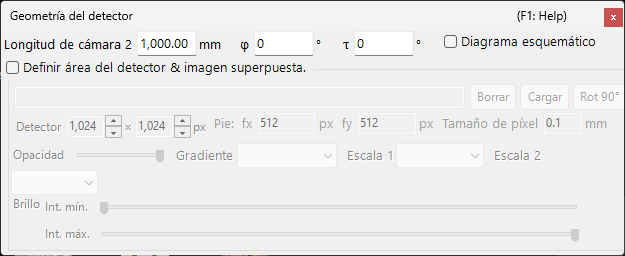 Geometría del detector (F1: Help) x
Longitud de cámara 2 1,000.00 mm φ 0 ° τ 0 ° Diagrama esquemático
Definir área del detector & imagen superpuesta.
Borrar Cargar Rot 90°
Detector 1,024 × 1,024 px Pie: fx 512 px fy 512 px Tamaño de píxel 0.1 mm
Opacidad Gradiente Escala 1 Escala 2
Brillo Int. mín.
Int. máx.